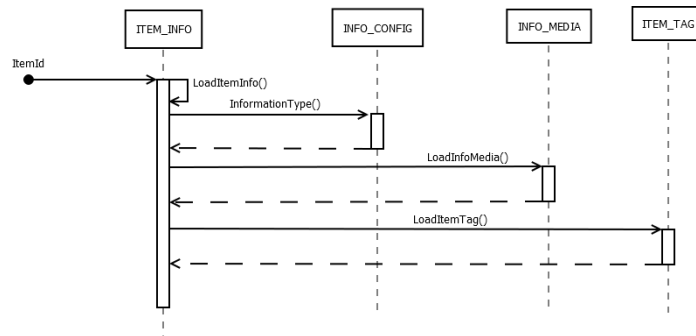 ITEM_INFO
INFO_CONFIG
INFO_MEDIA
ITEM_TAG
ItemId
LoadItemInfo()
InformationType()
LoadInfoMedia()
LoadItemTag()